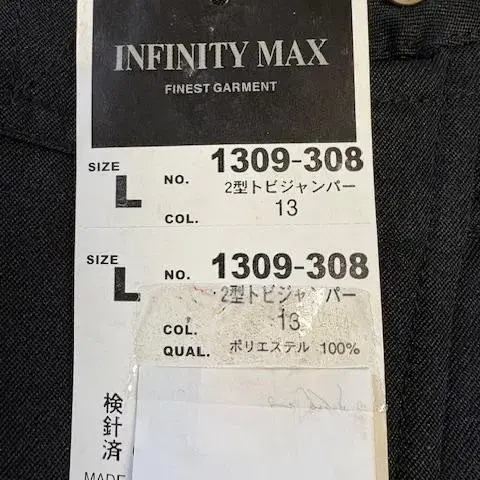 INFINITY MAX
FINEST GARMENT
SIZE L NO. 1309-308
2型トビジャンパー
COL. 13
SIZE L NO. 1309-308
2型トビジャンパー
COL. 13
QUAL. ポリエステル 100%
検針済
MADE